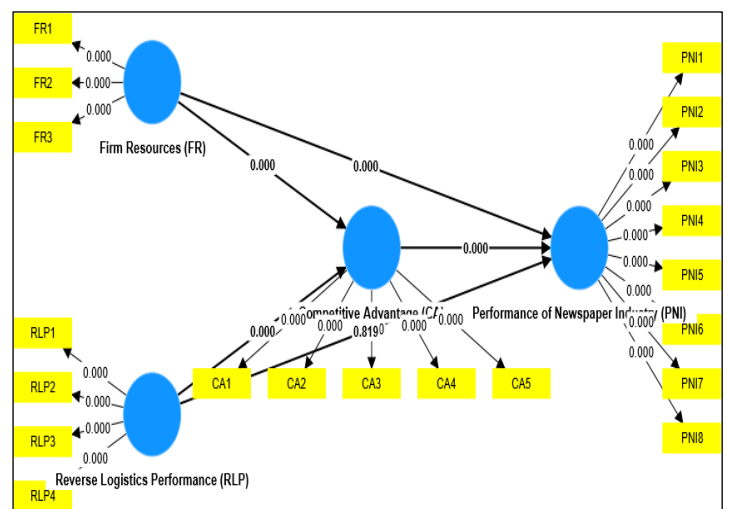 FR1
0.000
FR2
0.000
FR3
0.000
Firm Resources (FR)
0.000
0.000
PNI1
PNI2
PNI3
PNI4
PNI5
PNI6
PNI7
PNI8
0.000
0.000
0.000
0.000
0.000
0.000
0.000
0.000
0.000
Competitive Advantage (CA)
Performance of Newspaper Industry (PNI)
0.000
0.000
0.000
0.819
0.000
0.000
CA1
CA2
CA3
CA4
CA5
RLP1
0.000
RLP2
0.000
RLP3
0.000
RLP4
0.000
Reverse Logistics Performance (RLP)